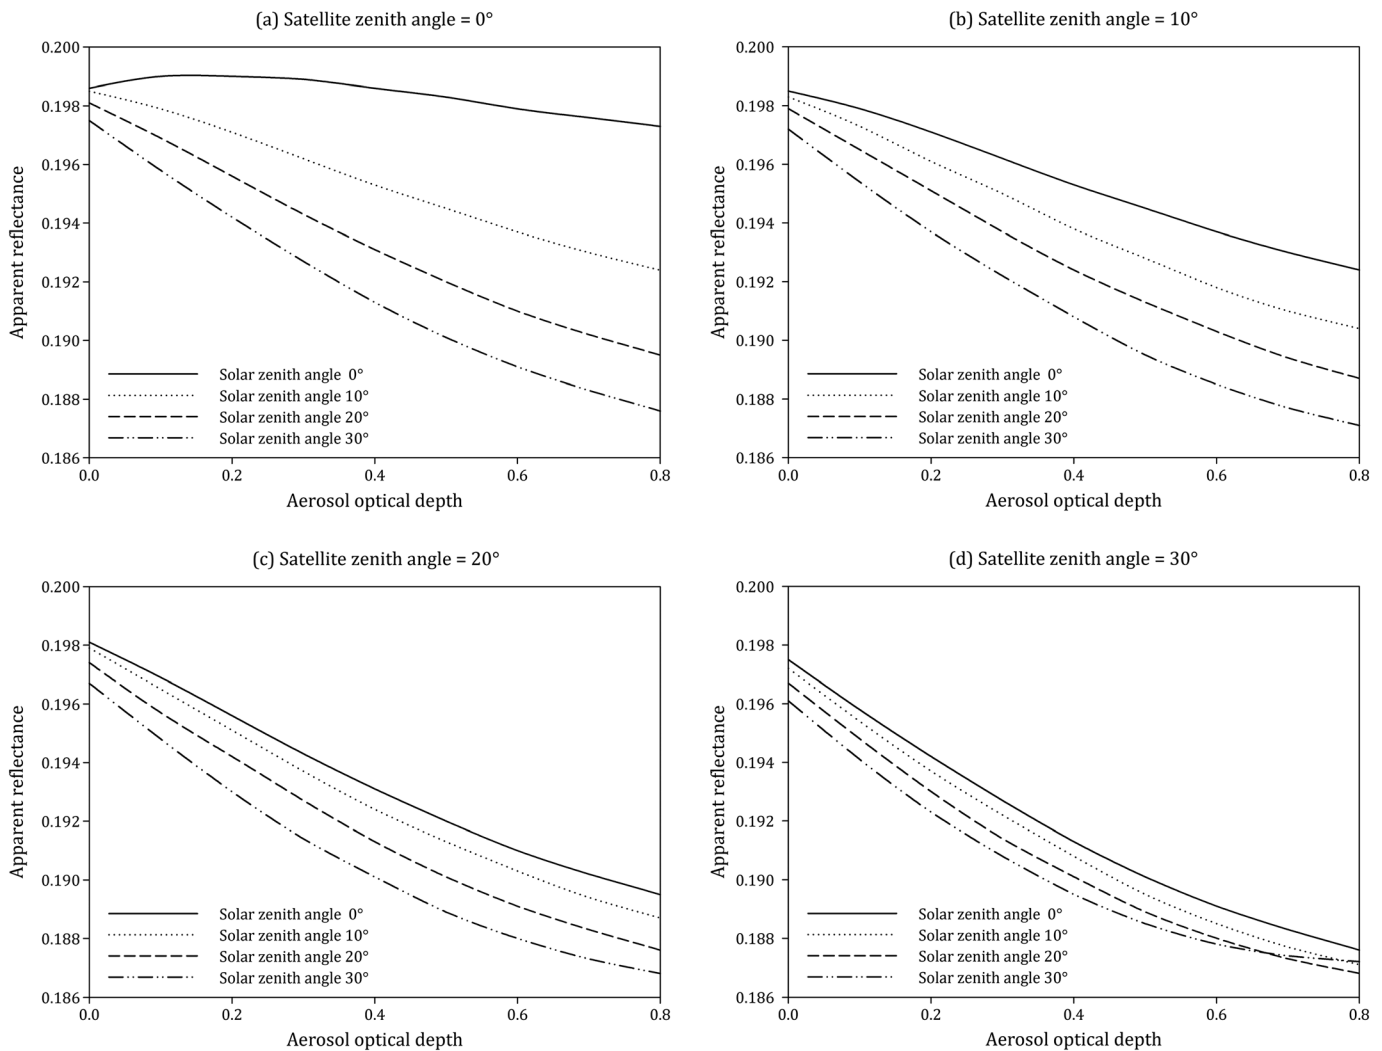 (a) Satellite zenith angle = 0°
Apparent reflectance
0.200
0.198
0.196
0.194
0.192
0.190
0.188
0.186
Solar zenith angle 0°
Solar zenith angle 10°
Solar zenith angle 20°
Solar zenith angle 30°
0.0 0.2 0.4 0.6 0.8
Aerosol optical depth
(b) Satellite zenith angle = 10°
Apparent reflectance
0.200
0.198
0.196
0.194
0.192
0.190
0.188
0.186
Solar zenith angle 0°
Solar zenith angle 10°
Solar zenith angle 20°
Solar zenith angle 30°
0.0 0.2 0.4 0.6 0.8
Aerosol optical depth
(c) Satellite zenith angle = 20°
Apparent reflectance
0.200
0.198
0.196
0.194
0.192
0.190
0.188
0.186
Solar zenith angle 0°
Solar zenith angle 10°
Solar zenith angle 20°
Solar zenith angle 30°
0.0 0.2 0.4 0.6 0.8
Aerosol optical depth
(d) Satellite zenith angle = 30°
Apparent reflectance
0.200
0.198
0.196
0.194
0.192
0.190
0.188
0.186
Solar zenith angle 0°
Solar zenith angle 10°
Solar zenith angle 20°
Solar zenith angle 30°
0.0 0.2 0.4 0.6 0.8
Aerosol optical depth